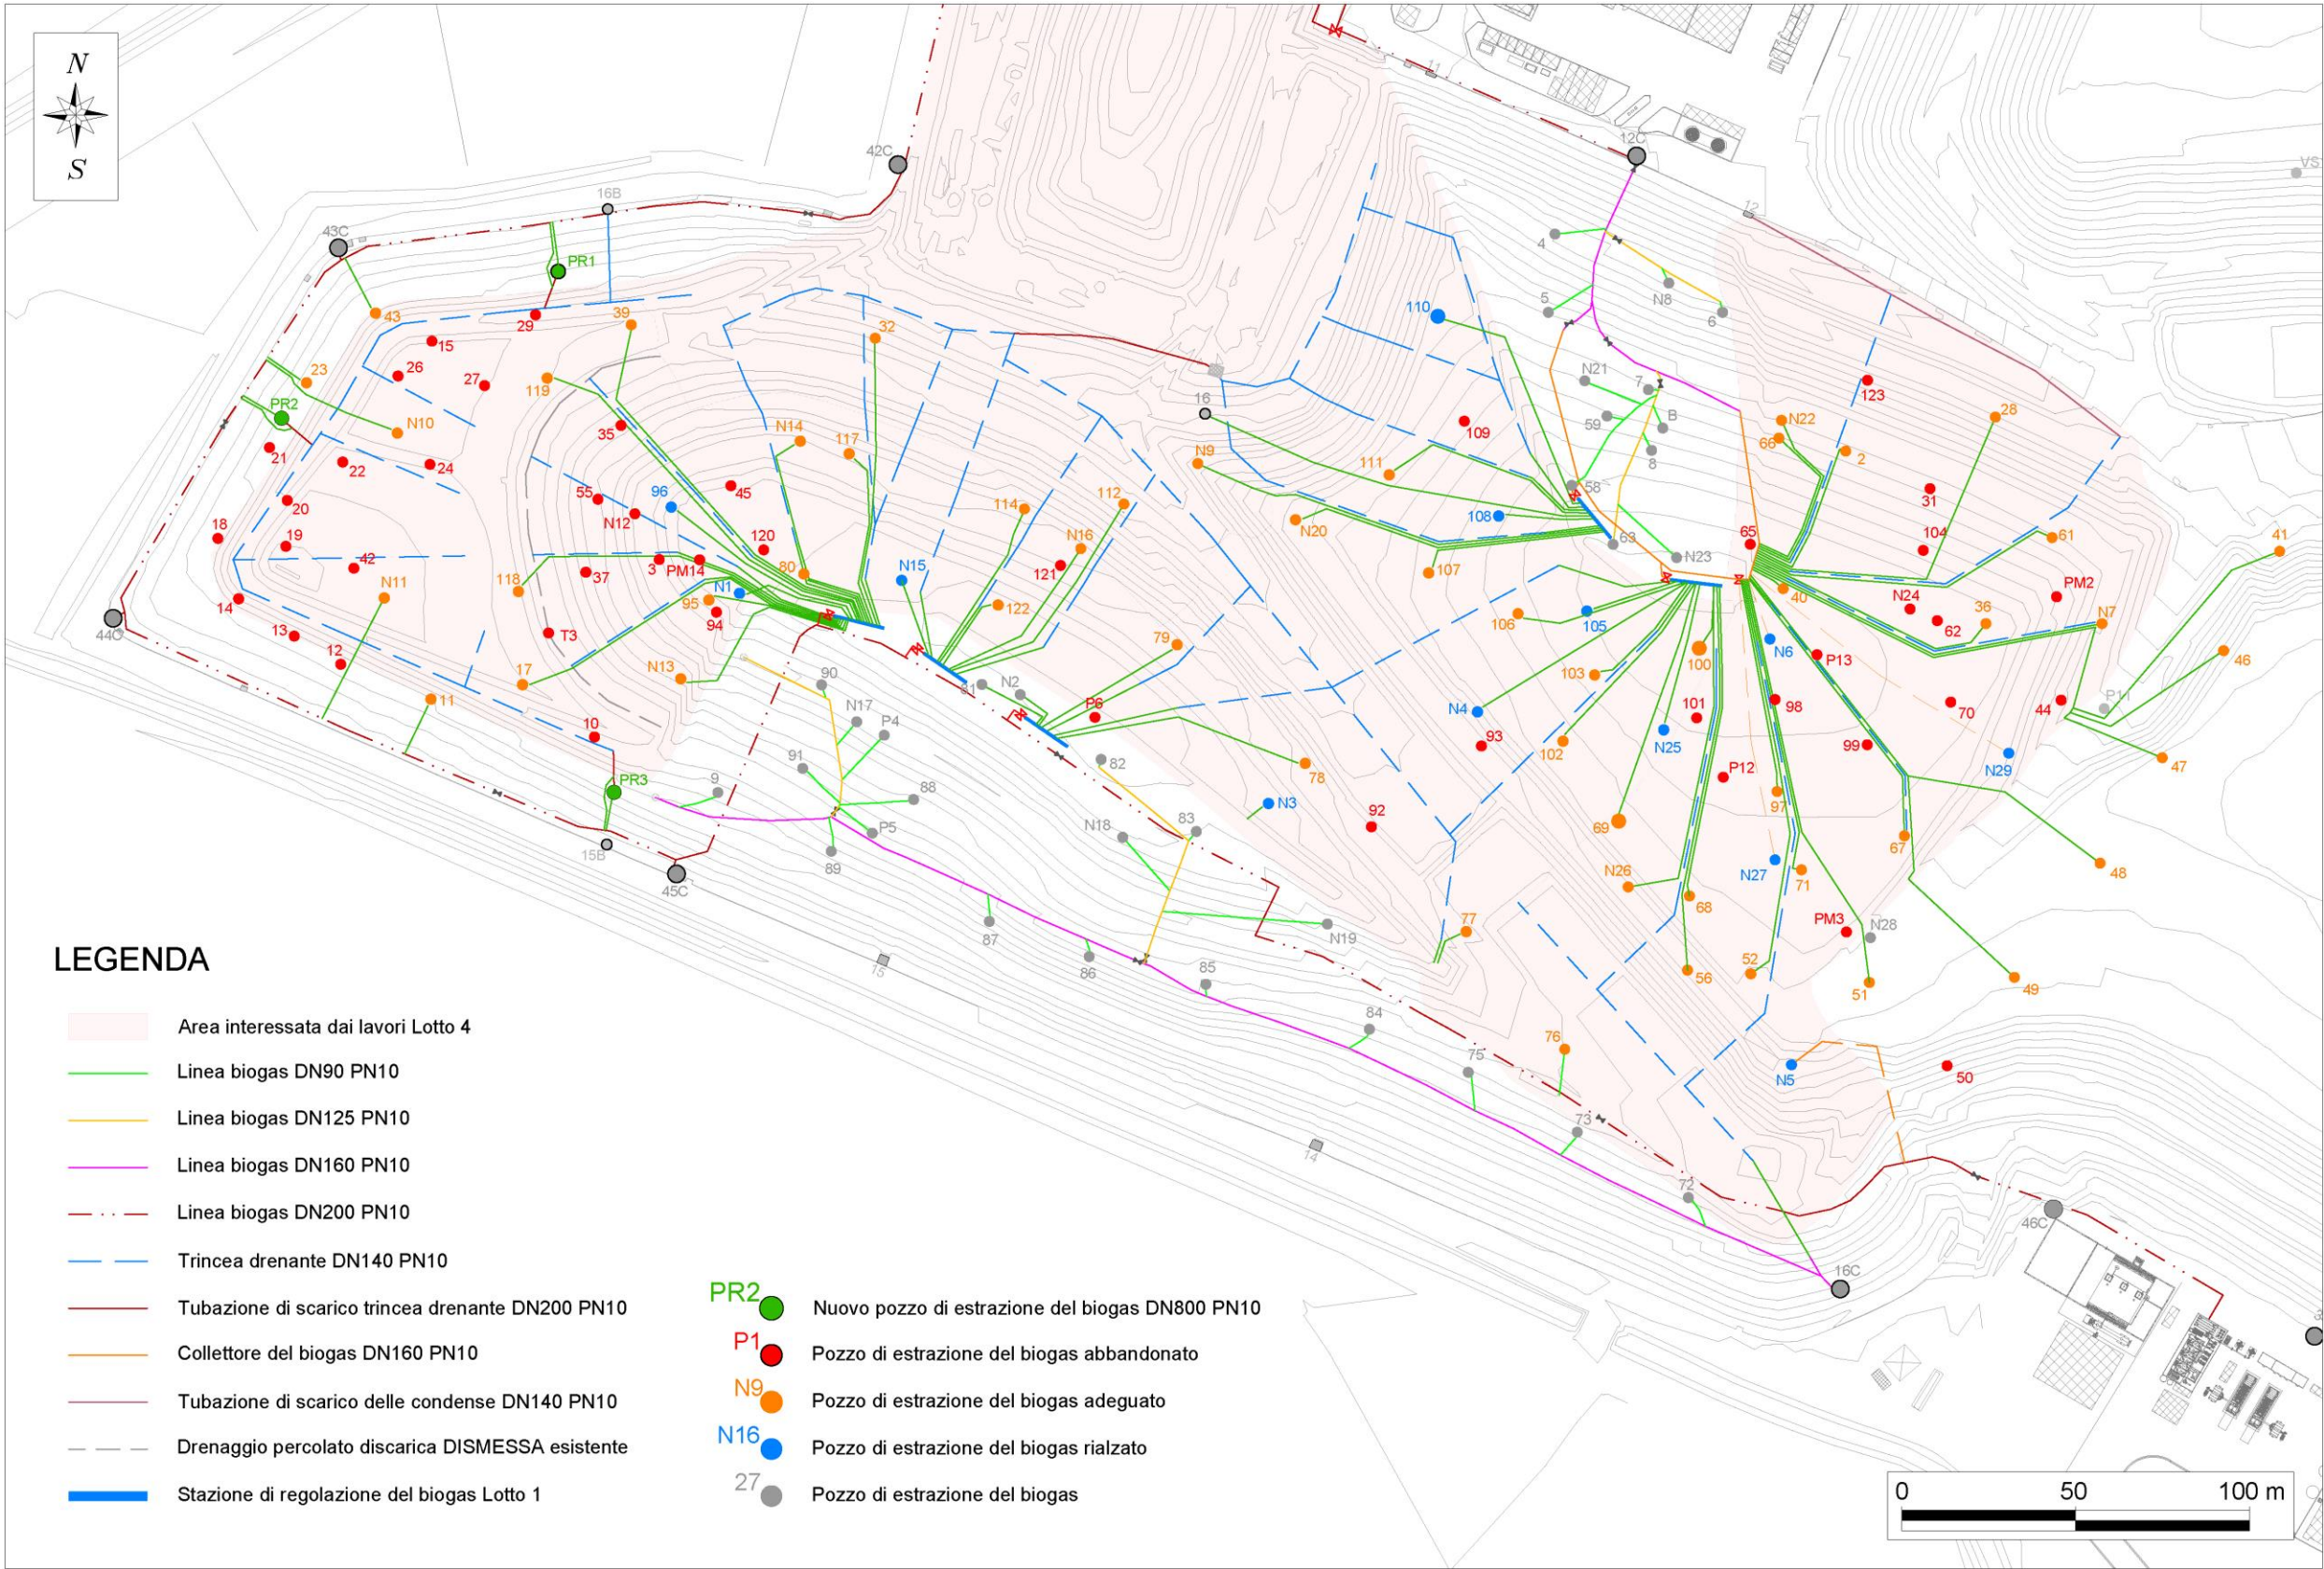 N
S
11
12C
12
VS
42C
16B
43C
PR1
4
N8
5
6
110
39
32
29
43
15
26
27
119
23
N10
PR2
21
22
24
35
N14
117
16
N21
7
B
59
8
123
N22
66
2
28
109
111
N9
N20
58
108
63
N23
65
31
104
61
41
20
19
18
55
N12
96
45
120
114
112
N16
121
122
N15
80
3
PM14
37
118
42
N11
14
13
12
44C
N1
95
94
T3
17
N13
11
10
PR3
107
106
105
40
N24
62
36
PM2
N7
46
P11
44
47
79
81
N2
P6
90
N17
P4
91
88
9
P5
89
82
N18
83
78
N3
92
N4
93
103
102
N25
100
101
N6
P13
98
P12
99
70
N29
97
69
N26
N27
71
67
48
68
56
52
PM3
N28
51
49
77
N19
15B
45C
15
87
86
85
84
75
76
73
72
14
N5
50
46C
16C
3
LEGENDA
Area interessata dai lavori Lotto 4
Linea biogas DN90 PN10
Linea biogas DN125 PN10
Linea biogas DN160 PN10
Linea biogas DN200 PN10
Trincea drenante DN140 PN10
Tubazione di scarico trincea drenante DN200 PN10
Collettore del biogas DN160 PN10
Tubazione di scarico delle condense DN140 PN10
Drenaggio percolato discarica DISMESSA esistente
Stazione di regolazione del biogas Lotto 1
PR2 Nuovo pozzo di estrazione del biogas DN800 PN10
P1 Pozzo di estrazione del biogas abbandonato
N9 Pozzo di estrazione del biogas adeguato
N16 Pozzo di estrazione del biogas rialzato
27 Pozzo di estrazione del biogas
0 50 100 m